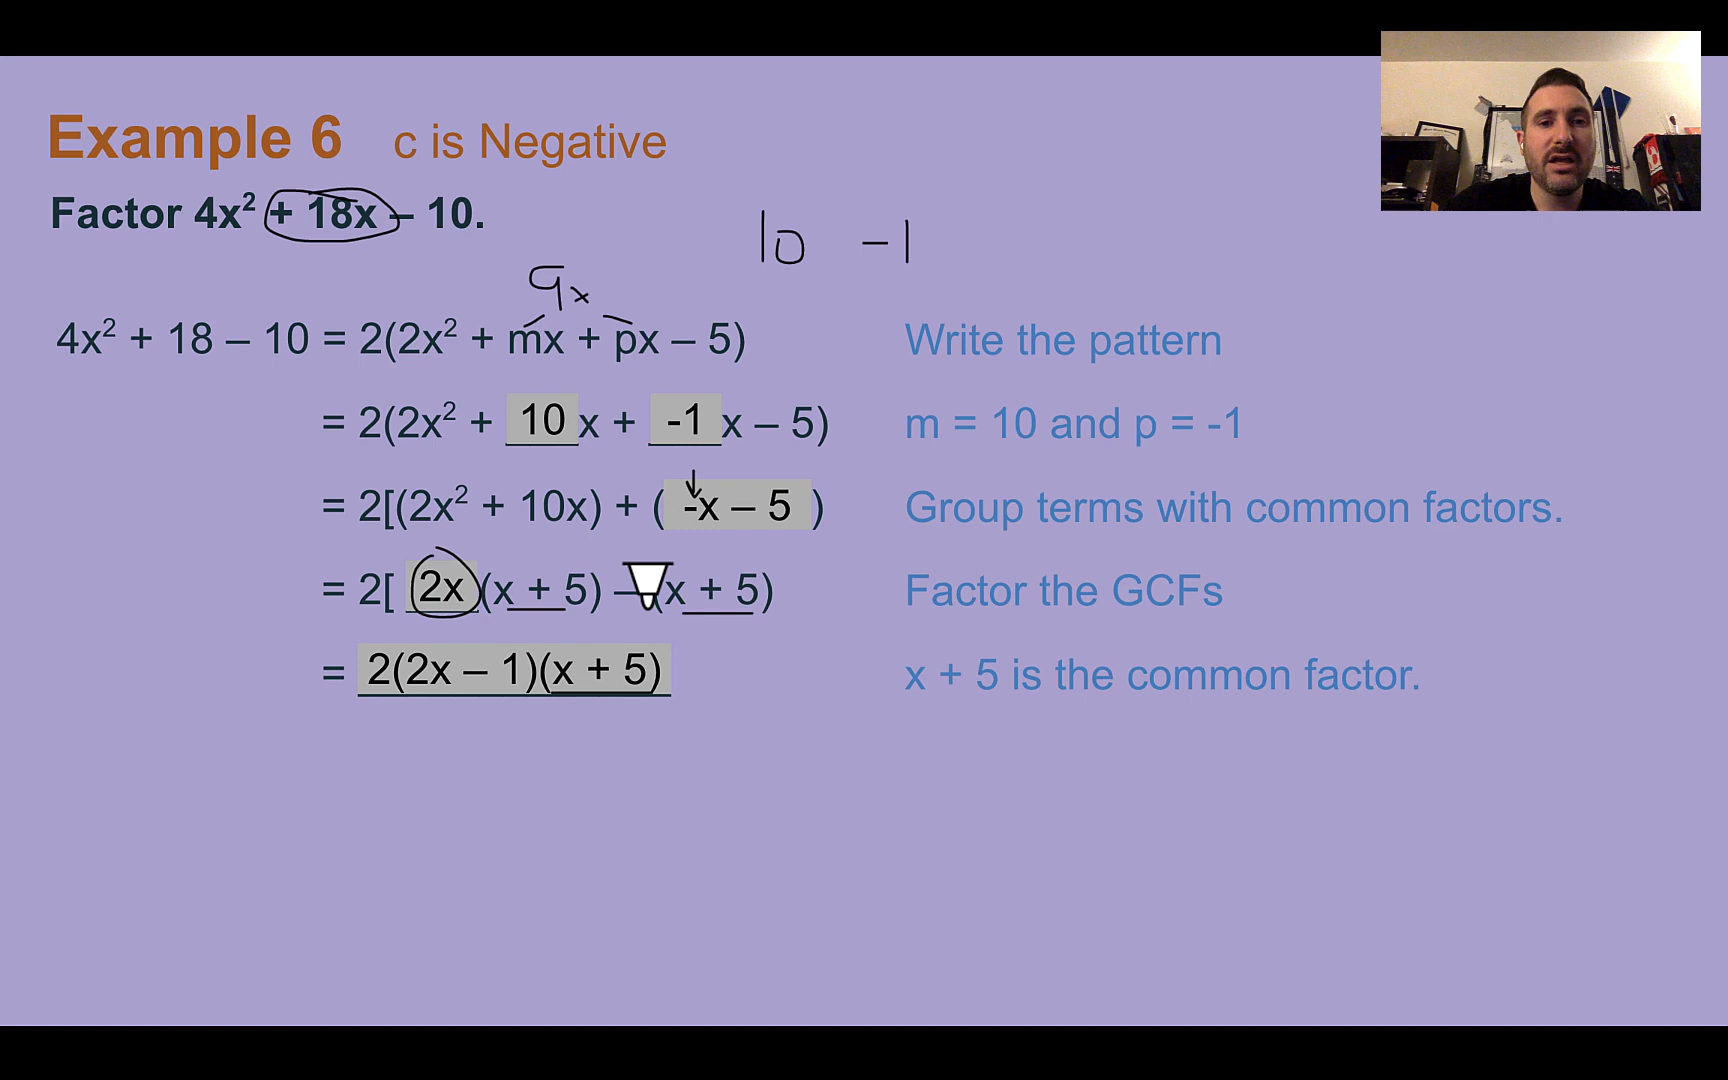 Example 6 c is Negative
Factor 4x² + 18x – 10.
10 -1
9x
4x² + 18 – 10 = 2(2x² + mx + px – 5) Write the pattern
= 2(2x² + 10x + -1x – 5) m = 10 and p = -1
= 2[(2x² + 10x) + ( -x – 5 ) Group terms with common factors.
= 2[ 2x(x + 5) – (x + 5) Factor the GCFs
= 2(2x – 1)(x + 5) x + 5 is the common factor.